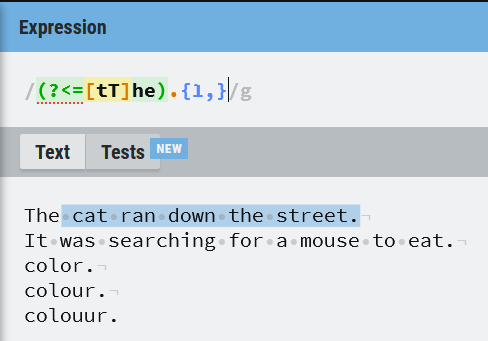 Expression
/(?<=[tT]he).{1,}/g
Text Tests NEW
The cat ran down the street.
It was searching for a mouse to eat.
color.
colour.
colouur.